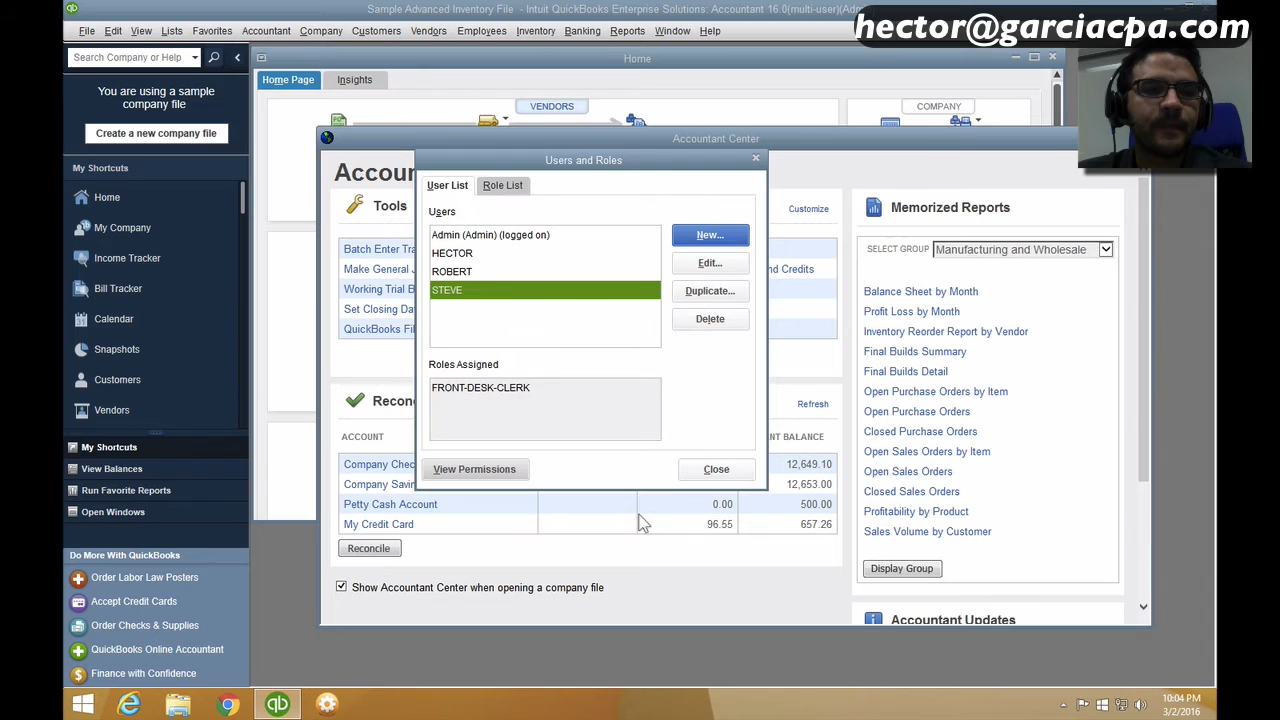 Sample Advanced Inventory File - Intuit QuickBooks Enterprise Solutions: Accountant 16.0(multi-user)(Ad
hector@garciacpa.com
File Edit View Lists Favorites Accountant Company Customers Vendors Employees Inventory Banking Reports Window Help
Search Company or Help
Home
Home Page Insights
You are using a
sample
company file
Create a new company file
VENDORS
COMPANY
My Shortcuts
Home
My Company
Income Tracker
Bill Tracker
Calendar
Snapshots
Customers
Vendors
My Shortcuts
View Balances
Run Favorite Reports
Open Windows
Do More With QuickBooks
Order Labor Law Posters
Accept Credit Cards
Order Checks & Supplies
QuickBooks Online Accountant
Finance with Confidence
Accountant Center
Tools
Customize
Batch Enter Tra
Make General J
and Credits
Working Trial B
Set Closing Da
QuickBooks Fil
Recon
Refresh
ACCOUNT
NT BALANCE
Company Chec
12,649.10
Company Savin
12,653.00
Petty Cash Account 0.00 500.00
My Credit Card 96.55 657.26
Reconcile
Show Accountant Center when opening a company file
Users and Roles
User List Role List
Users
Admin (Admin) (logged on)
HECTOR
ROBERT
STEVE
New...
Edit...
Duplicate...
Delete
Roles Assigned
FRONT-DESK-CLERK
View Permissions
Close
Memorized Reports
SELECT GROUP Manufacturing and Wholesale
Balance Sheet by Month
Profit Loss by Month
Inventory Reorder Report by Vendor
Final Builds Summary
Final Builds Detail
Open Purchase Orders by Item
Open Purchase Orders
Closed Purchase Orders
Open Sales Orders by Item
Open Sales Orders
Closed Sales Orders
Profitability by Product
Sales Volume by Customer
Display Group
Accountant Updates
10:04 PM
3/2/2016